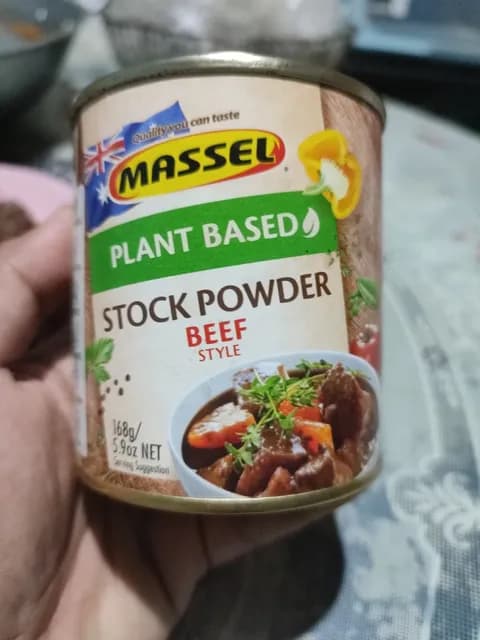 Quality you can taste
MASSEL
PLANT BASED
STOCK POWDER
BEEF
STYLE
168g/
5.9oz NET
Serving Suggestion